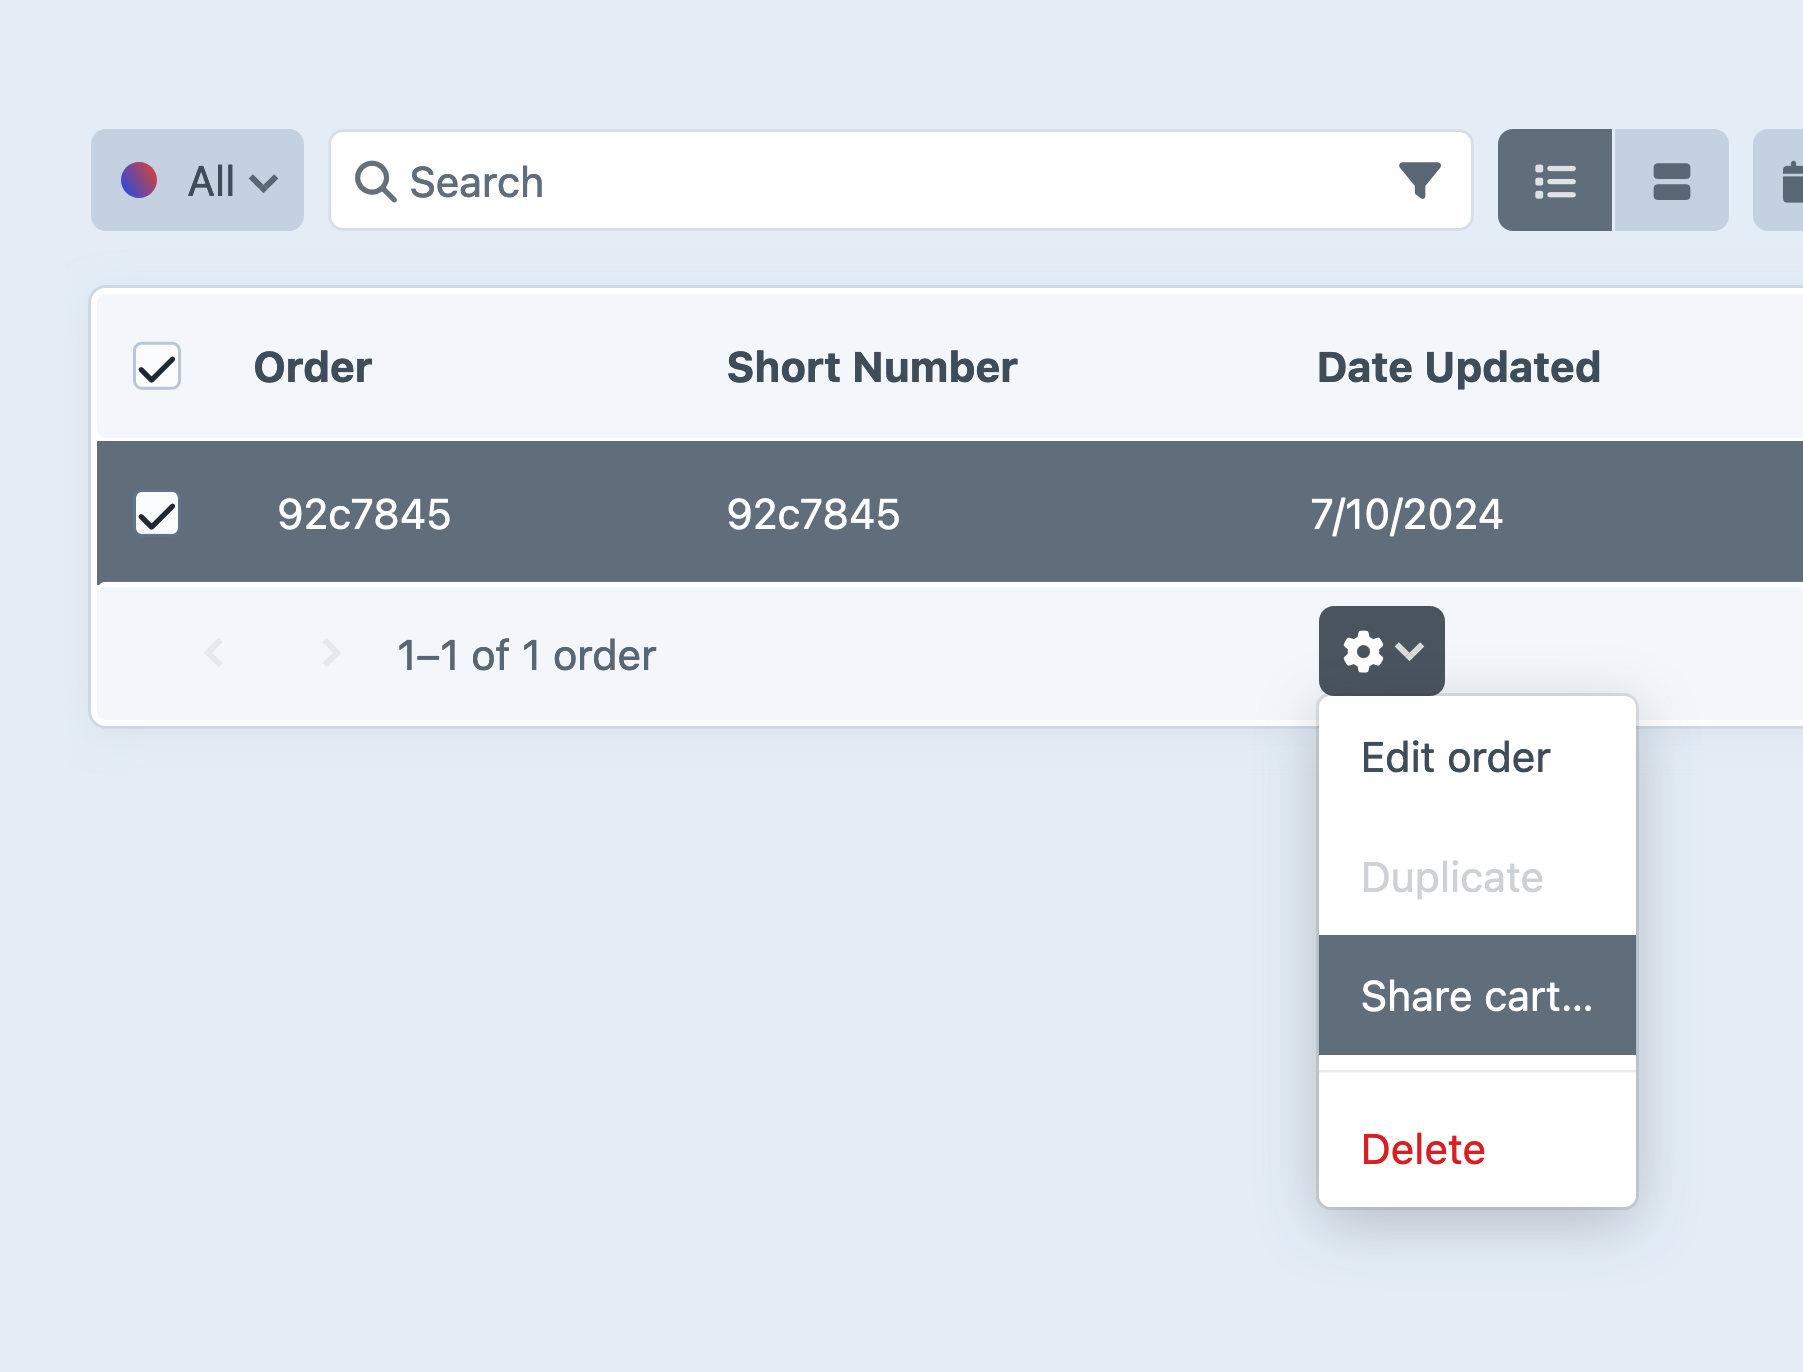 All
Search
Order Short Number Date Updated
92c7845 92c7845 7/10/2024
1–1 of 1 order
Edit order
Duplicate
Share cart…
Delete